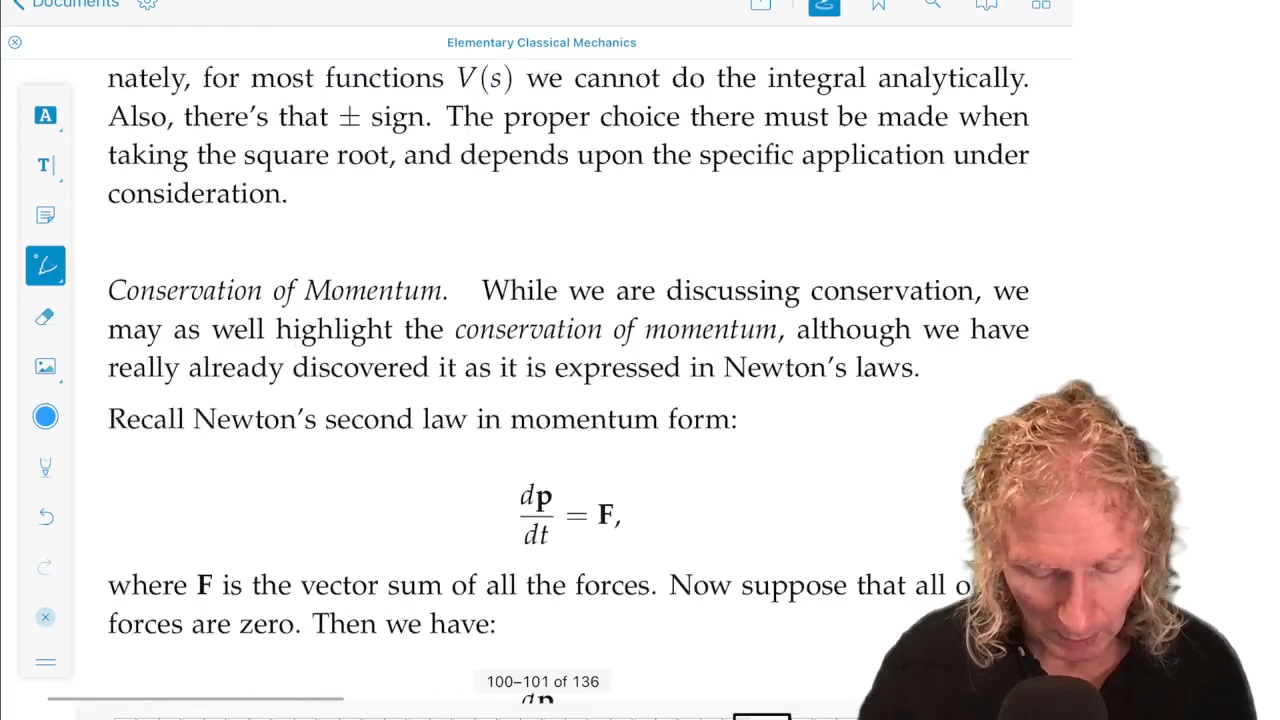 Documents
Elementary Classical Mechanics
nately, for most functions V(s) we cannot do the integral analytically.
Also, there's that ± sign. The proper choice there must be made when
taking the square root, and depends upon the specific application under
consideration.
Conservation of Momentum. While we are discussing conservation, we
may as well highlight the conservation of momentum, although we have
really already discovered it as it is expressed in Newton's laws.
Recall Newton's second law in momentum form:
dp/dt = F,
where F is the vector sum of all the forces. Now suppose that all
forces are zero. Then we have:
100–101 of 136
dp
A
T